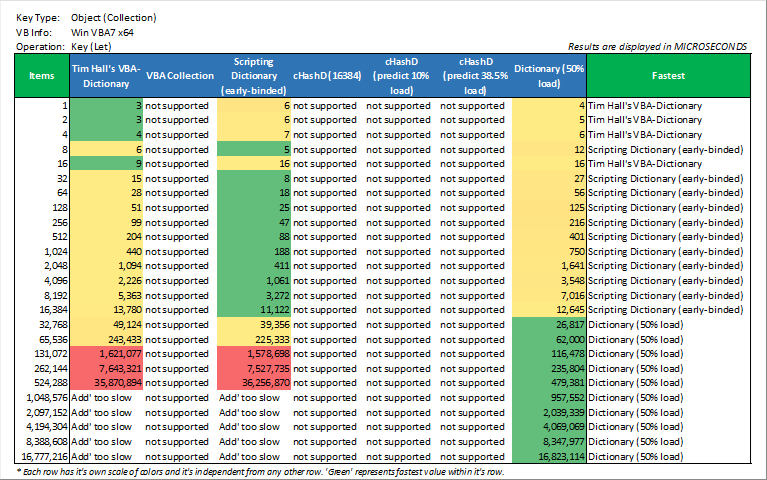 Key Type: Object (Collection)
VB Info: Win VBA7 x64
Operation: Key (Let) Results are displayed in MICROSECONDS
Items Tim Hall's VBA-Dictionary VBA Collection Scripting Dictionary (early-binded) cHashD (16384) cHashD (predict 10% load) cHashD (predict 38.5% load) Dictionary (50% load) Fastest
1 3 not supported 6 not supported not supported not supported 4 Tim Hall's VBA-Dictionary
2 3 not supported 6 not supported not supported not supported 5 Tim Hall's VBA-Dictionary
4 4 not supported 7 not supported not supported not supported 6 Tim Hall's VBA-Dictionary
8 6 not supported 5 not supported not supported not supported 12 Scripting Dictionary (early-binded)
16 9 not supported 16 not supported not supported not supported 16 Tim Hall's VBA-Dictionary
32 15 not supported 8 not supported not supported not supported 27 Scripting Dictionary (early-binded)
64 28 not supported 18 not supported not supported not supported 56 Scripting Dictionary (early-binded)
128 51 not supported 25 not supported not supported not supported 125 Scripting Dictionary (early-binded)
256 99 not supported 47 not supported not supported not supported 216 Scripting Dictionary (early-binded)
512 204 not supported 88 not supported not supported not supported 401 Scripting Dictionary (early-binded)
1,024 440 not supported 188 not supported not supported not supported 750 Scripting Dictionary (early-binded)
2,048 1,094 not supported 411 not supported not supported not supported 1,641 Scripting Dictionary (early-binded)
4,096 2,226 not supported 1,061 not supported not supported not supported 3,548 Scripting Dictionary (early-binded)
8,192 5,363 not supported 3,272 not supported not supported not supported 7,016 Scripting Dictionary (early-binded)
16,384 13,780 not supported 11,122 not supported not supported not supported 12,645 Scripting Dictionary (early-binded)
32,768 49,124 not supported 39,356 not supported not supported not supported 26,817 Dictionary (50% load)
65,536 243,433 not supported 225,333 not supported not supported not supported 62,000 Dictionary (50% load)
131,072 1,621,077 not supported 1,578,698 not supported not supported not supported 116,478 Dictionary (50% load)
262,144 7,643,321 not supported 7,527,735 not supported not supported not supported 235,804 Dictionary (50% load)
524,288 35,870,894 not supported 36,256,870 not supported not supported not supported 479,381 Dictionary (50% load)
1,048,576 Add' too slow not supported Add' too slow not supported not supported not supported 957,552 Dictionary (50% load)
2,097,152 Add' too slow not supported Add' too slow not supported not supported not supported 2,039,339 Dictionary (50% load)
4,194,304 Add' too slow not supported Add' too slow not supported not supported not supported 4,069,069 Dictionary (50% load)
8,388,608 Add' too slow not supported Add' too slow not supported not supported not supported 8,347,977 Dictionary (50% load)
16,777,216 Add' too slow not supported Add' too slow not supported not supported not supported 16,823,114 Dictionary (50% load)
* Each row has it's own scale of colors and it's independent from any other row. 'Green' represents fastest value within it's row.